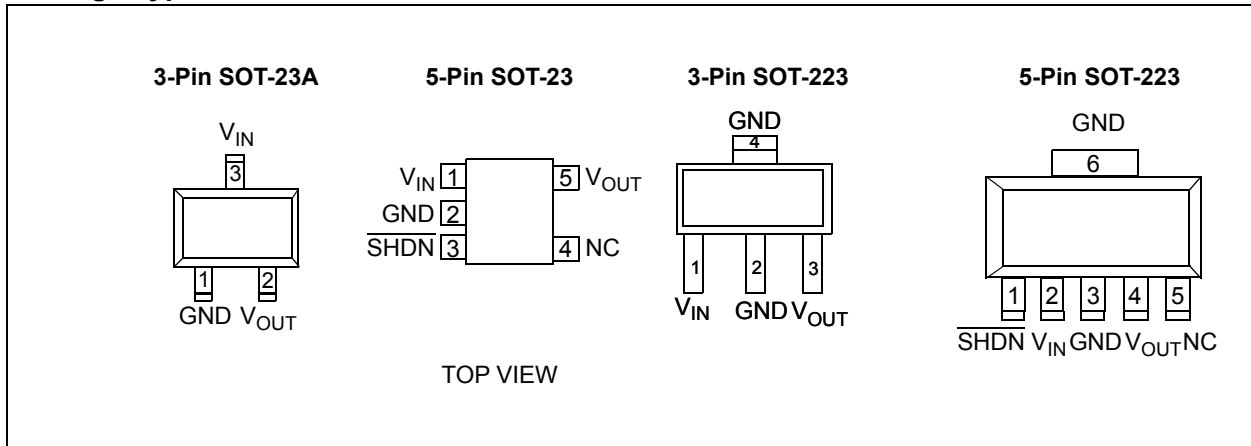 3-Pin SOT-23A
VIN
3
1
2
GND VOUT
5-Pin SOT-23
VIN 1
GND 2
SHDN 3
5 VOUT
4 NC
3-Pin SOT-223
GND
4
1
2
3
VIN GND VOUT
5-Pin SOT-223
GND
6
1 2 3 4 5
SHDN VIN GND VOUT NC
TOP VIEW